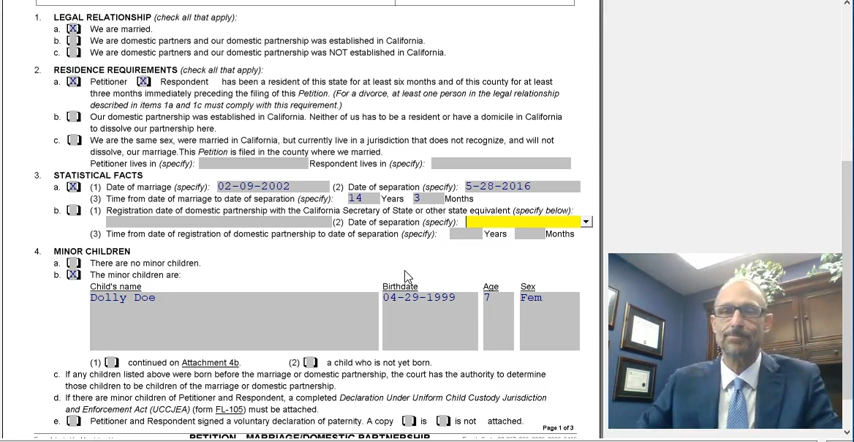 1. LEGAL RELATIONSHIP (check all that apply):
a. X We are married.
b. We are domestic partners and our domestic partnership was established in California.
c. We are domestic partners and our domestic partnership was NOT established in California.
2. RESIDENCE REQUIREMENTS (check all that apply):
a. X Petitioner X Respondent has been a resident of this state for at least six months and of this county for at least
three months immediately preceding the filing of this Petition. (For a divorce, at least one person in the legal relationship
described in items 1a and 1c must comply with this requirement.)
b. Our domestic partnership was established in California. Neither of us has to be a resident or have a domicile in California
to dissolve our partnership here.
c. We are the same sex, were married in California, but currently live in a jurisdiction that does not recognize, and will not
dissolve, our marriage.This Petition is filed in the county where we married.
Petitioner lives in (specify): Respondent lives in (specify):
3. STATISTICAL FACTS
a. X (1) Date of marriage (specify): 02-09-2002 (2) Date of separation (specify): 5-28-2016
(3) Time from date of marriage to date of separation (specify): 14 Years 3 Months
b. (1) Registration date of domestic partnership with the California Secretary of State or other state equivalent (specify below):
(2) Date of separation (specify):
(3) Time from date of registration of domestic partnership to date of separation (specify): Years Months
4. MINOR CHILDREN
a. There are no minor children.
b. X The minor children are:
Child's name Birthdate Age Sex
Dolly Doe 04-29-1999 7 Fem
(1) continued on Attachment 4b. (2) a child who is not yet born.
c. If any children listed above were born before the marriage or domestic partnership, the court has the authority to determine
those children to be children of the marriage or domestic partnership.
d. If there are minor children of Petitioner and Respondent, a completed Declaration Under Uniform Child Custody Jurisdiction
and Enforcement Act (UCCJEA) (form FL-105) must be attached.
e. Petitioner and Respondent signed a voluntary declaration of paternity. A copy is is not attached.
Page 1 of 3
PETITION—MARRIAGE/DOMESTIC PARTNERSHIP